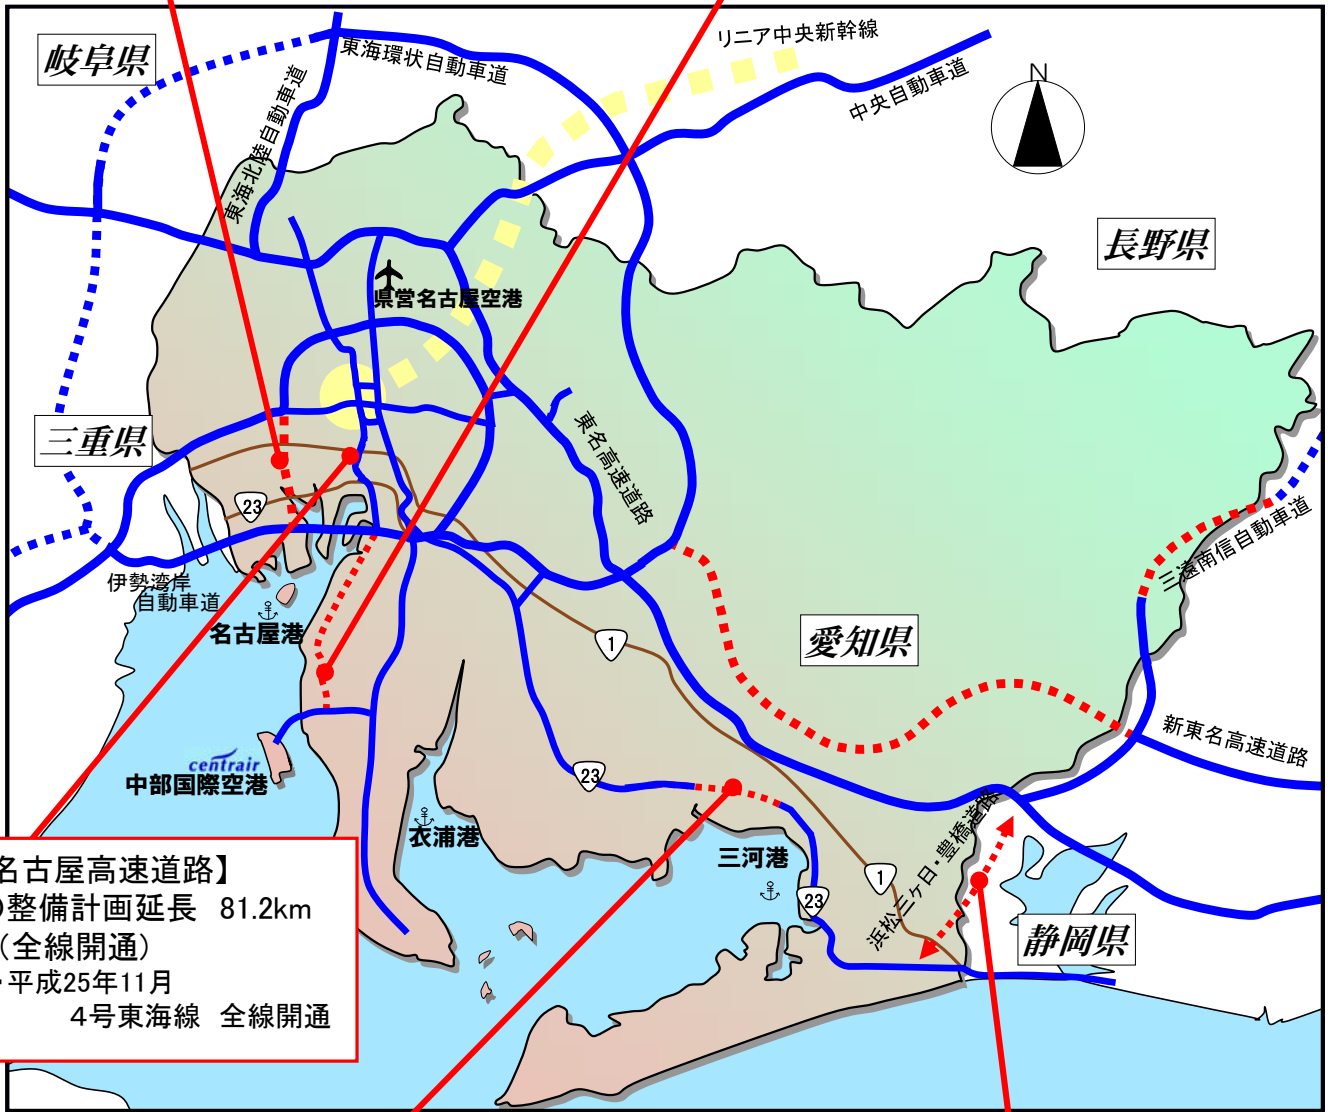 リニア中央新幹線
岐阜県
東海環状自動車道
中央自動車道
N
東海北陸自動車道
長野県
県営名古屋空港
三重県
東名高速道路
23
三遠南信自動車道
伊勢湾岸
自動車道
名古屋港
1
愛知県
新東名高速道路
centrair
中部国際空港
23
衣浦港
三河港
浜松三ケ日・豊橋道路
1
23
静岡県
名古屋高速道路】
整備計画延長 81.2km
(全線開通)
・平成25年11月
4号東海線 全線開通